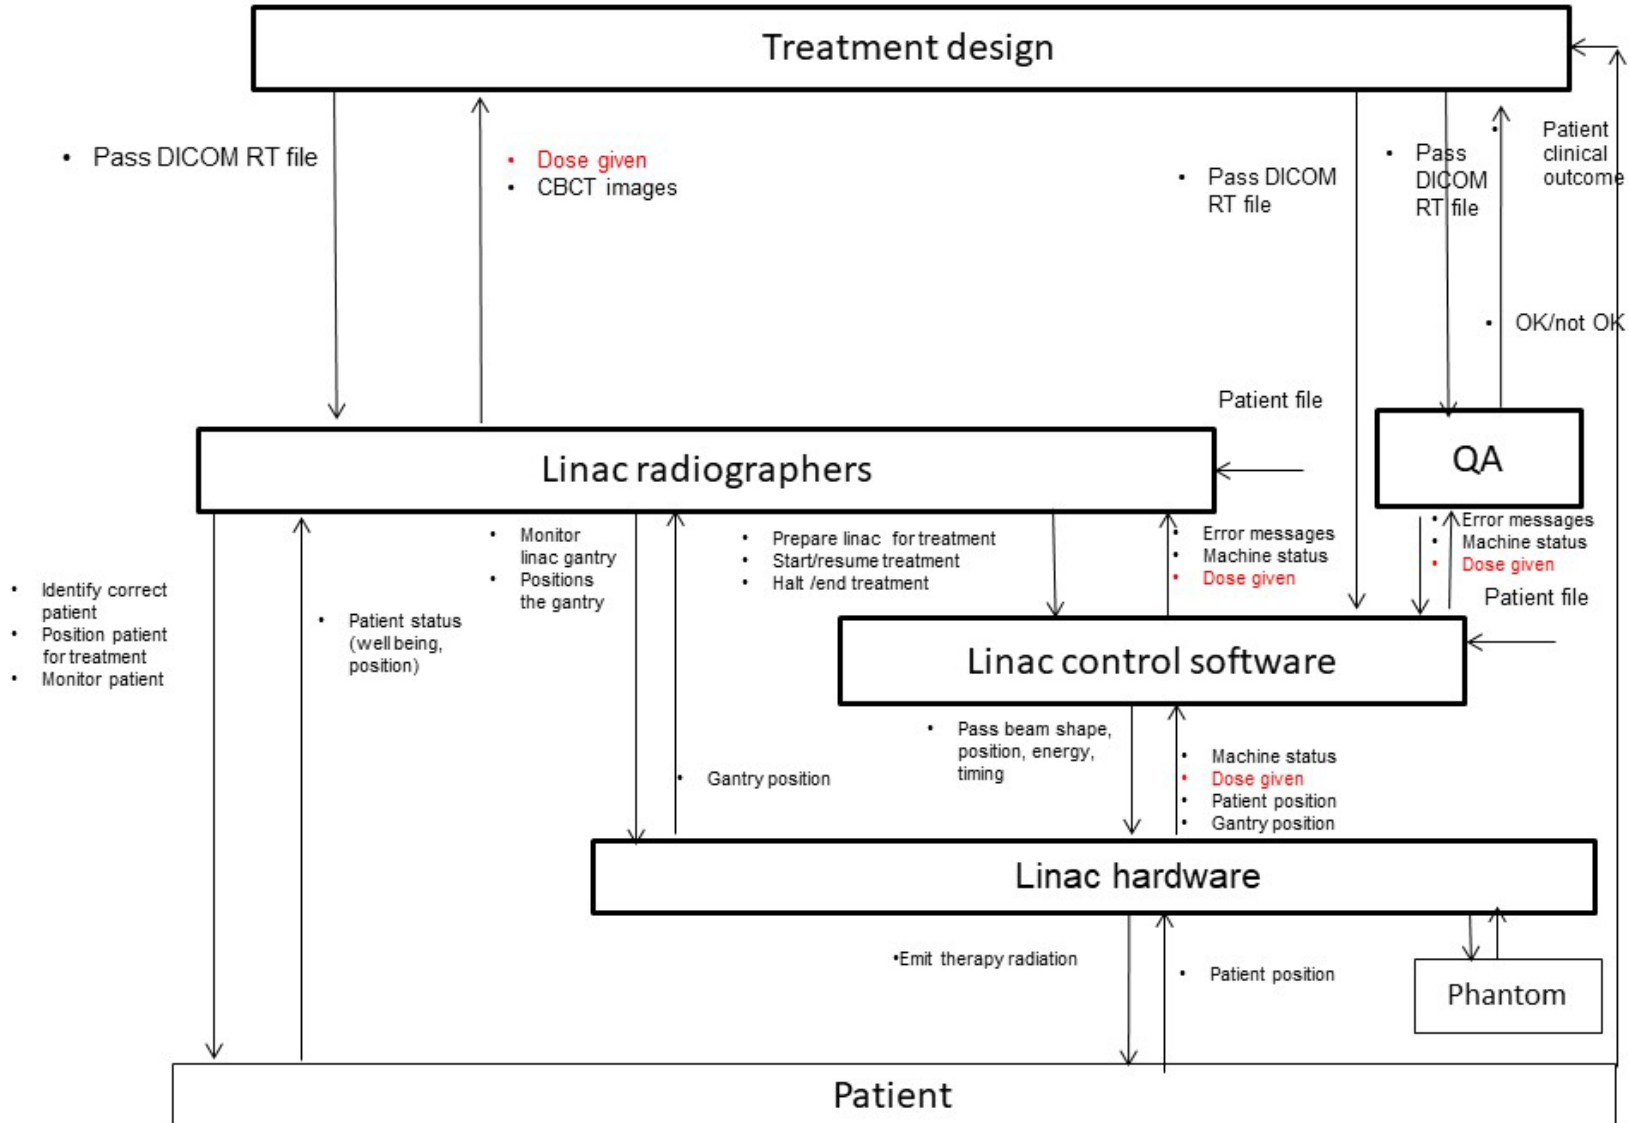 Treatment design
• Pass DICOM RT file
• Dose given
• CBCT images
• Pass DICOM
RT file
• Pass
DICOM
RT file
• Patient
clinical
outcome
• OK/not OK
Patient file
Linac radiographers
QA
• Identify correct
patient
• Position patient
for treatment
• Monitor patient
• Patient status
(well being,
position)
• Monitor
linac gantry
• Positions
the gantry
• Gantry position
• Prepare linac for treatment
• Start/resume treatment
• Halt /end treatment
• Error messages
• Machine status
• Dose given
• Error messages
• Machine status
• Dose given
Patient file
Linac control software
• Pass beam shape,
position, energy,
timing
• Machine status
• Dose given
• Patient position
• Gantry position
Linac hardware
•Emit therapy radiation
• Patient position
Phantom
Patient